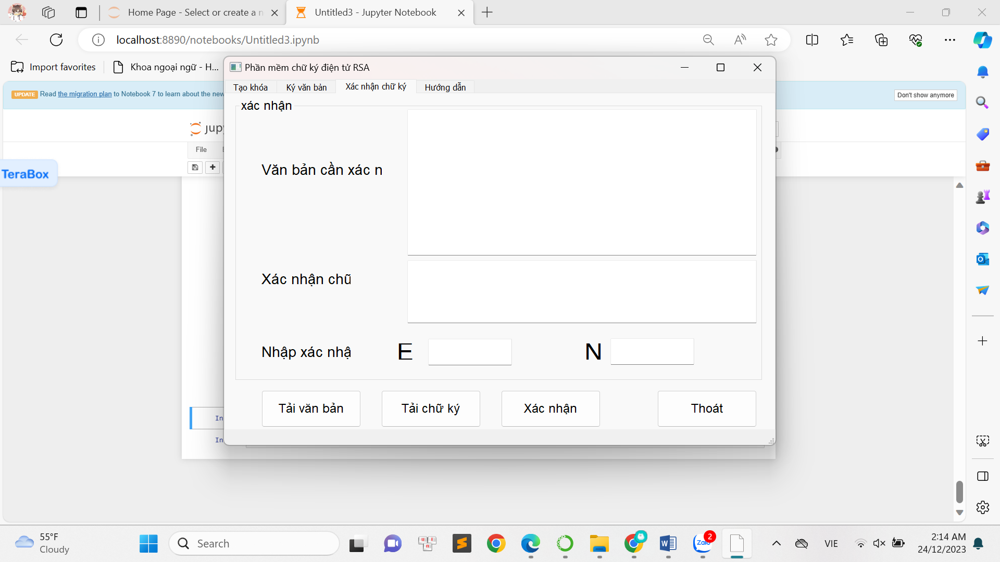 Home Page - Select or create a n
Untitled3 - Jupyter Notebook
localhost:8890/notebooks/Untitled3.ipynb
Import favorites
Khoa ngoại ngữ - H...
Phần mềm chữ ký điện tử RSA
Tạo khóa
Ký văn bản
Xác nhận chữ ký
Hướng dẫn
UPDATE Read the migration plan to Notebook 7 to learn about the new
Don't show anymore
xác nhận
jupy
File
TeraBox
Văn bản cần xác n
Xác nhận chữ
Nhập xác nhậ
E
N
Tải văn bản
Tải chữ ký
Xác nhận
Thoát
In
In
55°F
Cloudy
Search
Zalo
2
VIE
2:14 AM
24/12/2023